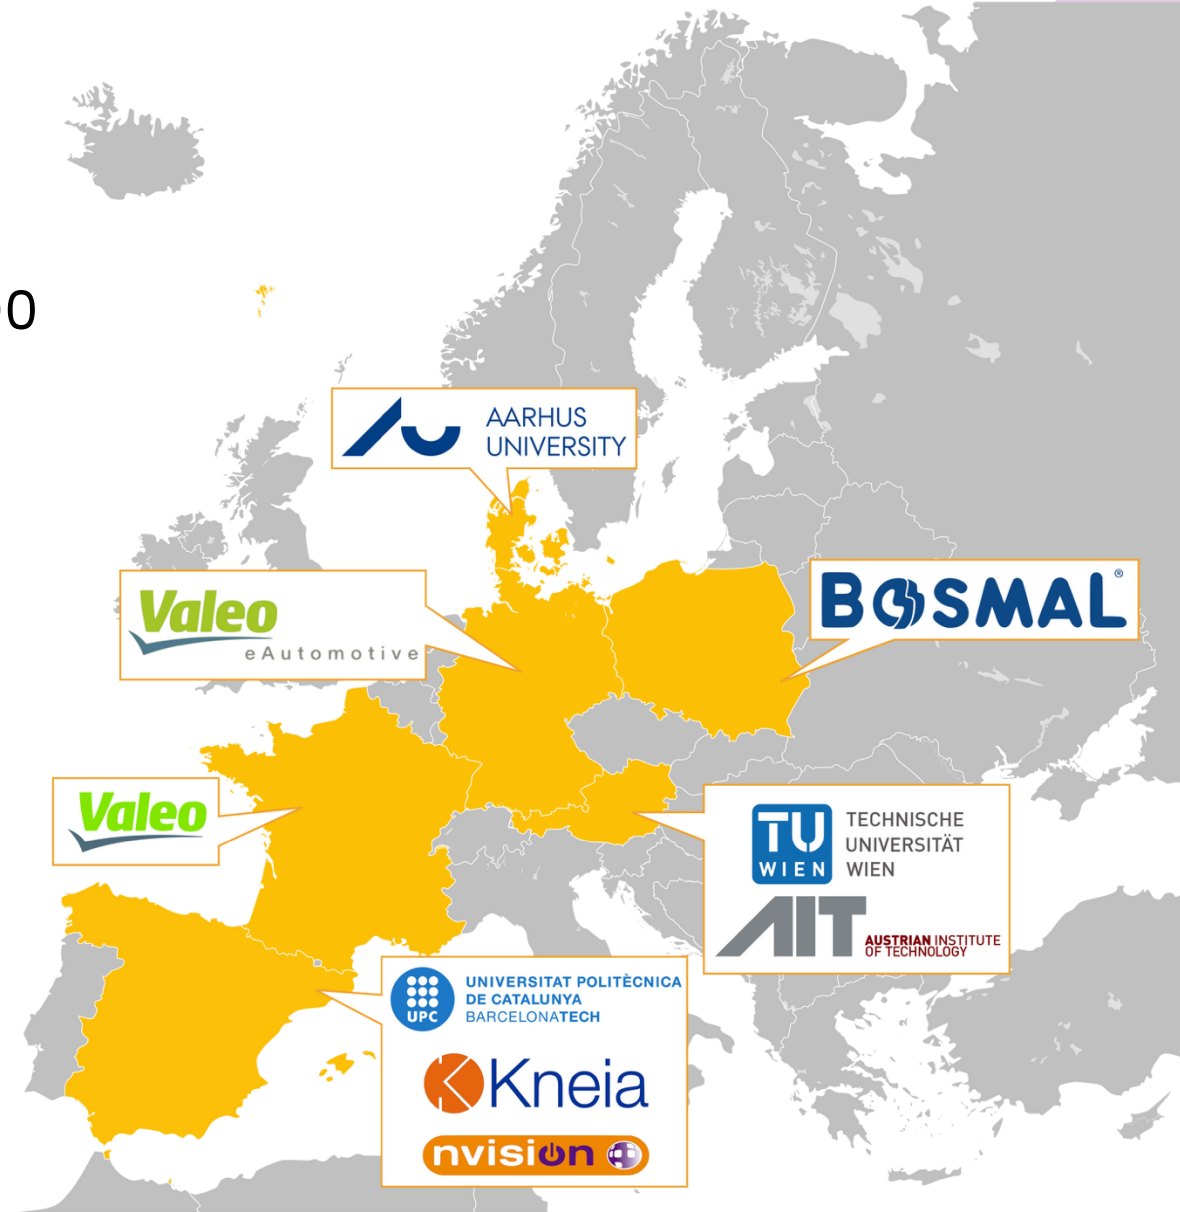 0
AARHUS
UNIVERSITY
Valeo
eAutomotive
BOSMAL®
Valeo
TU
WIEN
TECHNISCHE
UNIVERSITÄT
WIEN
AIT
AUSTRIAN INSTITUTE
OF TECHNOLOGY
UPC
UNIVERSITAT POLITÈCNICA
DE CATALUNYA
BARCELONATECH
Kneia
nvision